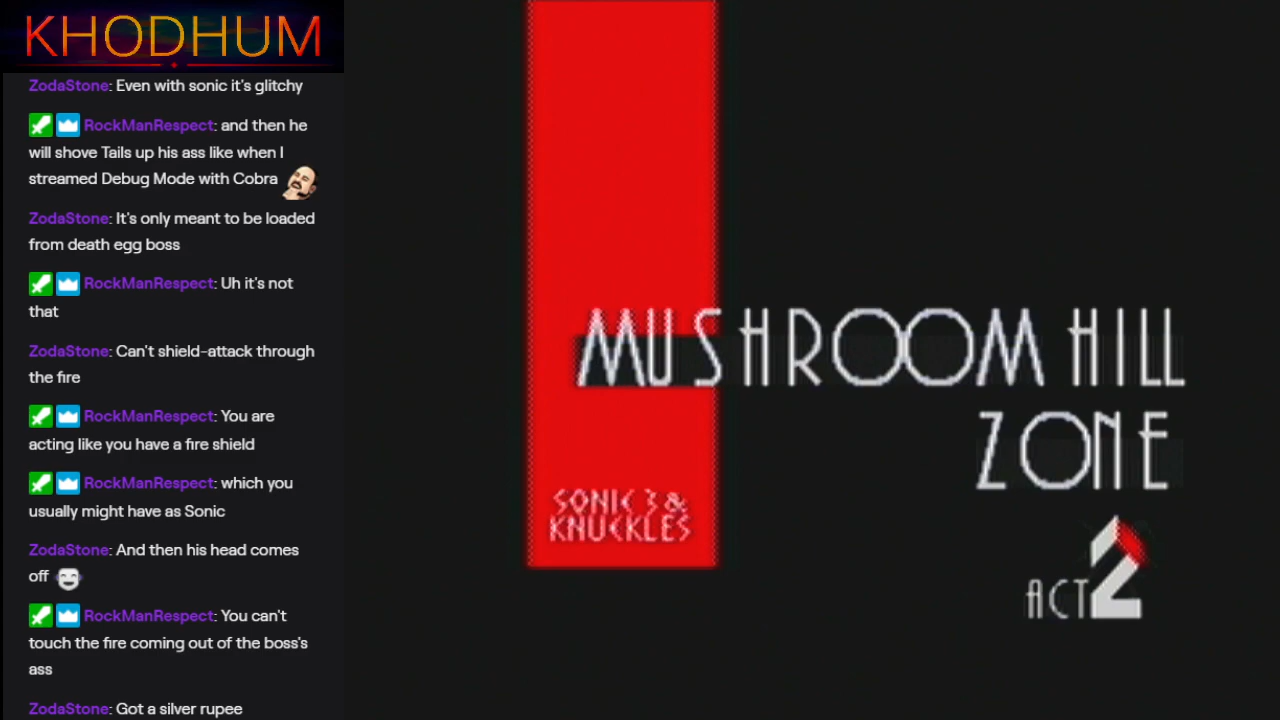 KHODHUM
ZodaStone: Even with sonic it's glitchy
RockManRespect: and then he
will shove Tails up his ass like when I
streamed Debug Mode with Cobra
ZodaStone: It's only meant to be loaded
from death egg boss
RockManRespect: Uh it's not
that
ZodaStone: Can't shield-attack through
the fire
RockManRespect: You are
acting like you have a fire shield
RockManRespect: which you
usually might have as Sonic
ZodaStone: And then his head comes
off
RockManRespect: You can't
touch the fire coming out of the boss's
ass
ZodaStone: Got a silver rupee
MUSHROOM HILL
ZONE
SONIC 3 &
KNUCKLES
ACT 2